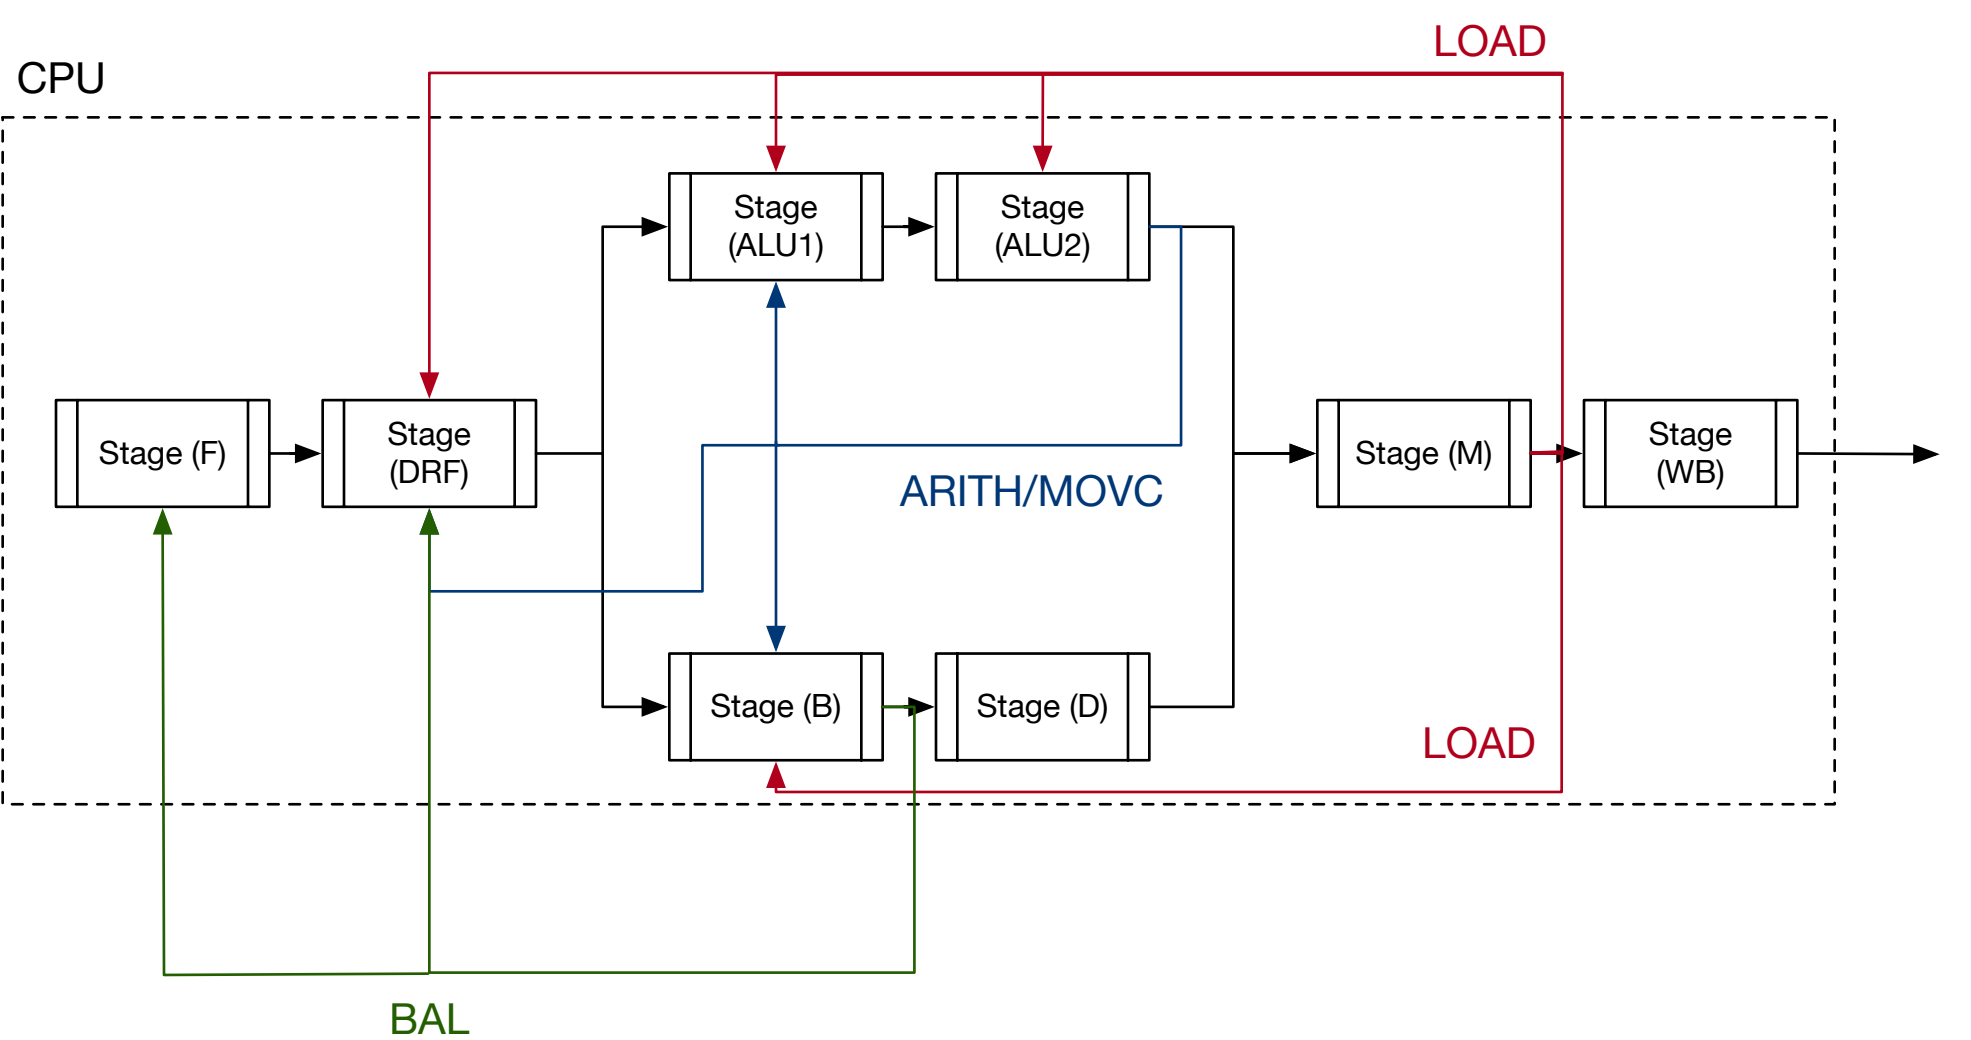 LOAD
CPU
Stage
(ALU1)
Stage
(ALU2)
Stage (F)
Stage
(DRF)
ARITH/MOVC
Stage (M)
Stage
(WB)
Stage (B)
Stage (D)
LOAD
BAL